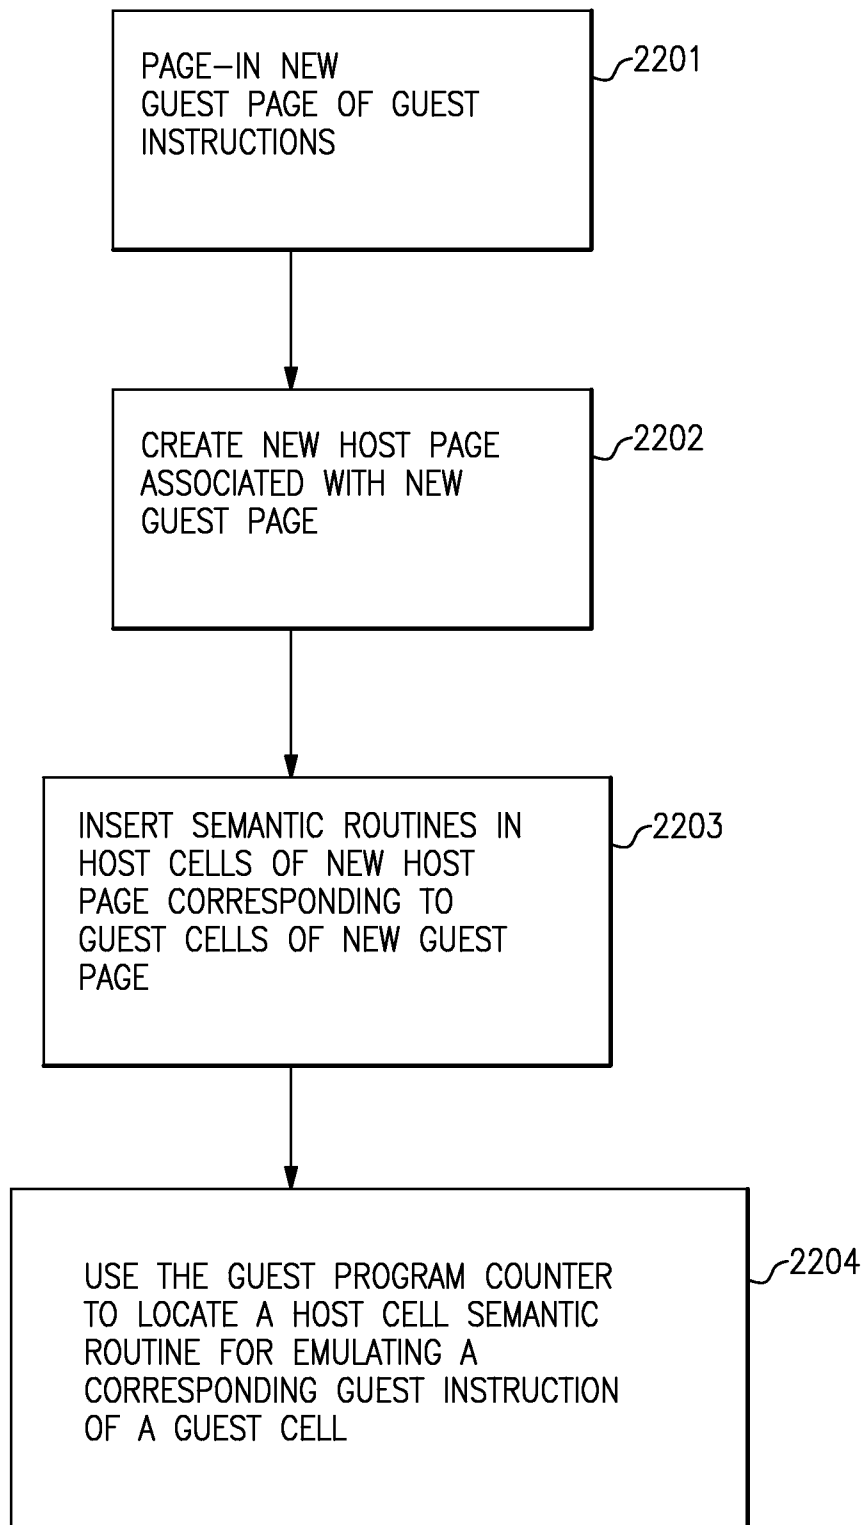 PAGE-IN NEW
GUEST PAGE OF GUEST
INSTRUCTIONS
2201
CREATE NEW HOST PAGE
ASSOCIATED WITH NEW
GUEST PAGE
2202
INSERT SEMANTIC ROUTINES IN
HOST CELLS OF NEW HOST
PAGE CORRESPONDING TO
GUEST CELLS OF NEW GUEST
PAGE
2203
USE THE GUEST PROGRAM COUNTER
TO LOCATE A HOST CELL SEMANTIC
ROUTINE FOR EMULATING A
CORRESPONDING GUEST INSTRUCTION
OF A GUEST CELL
2204